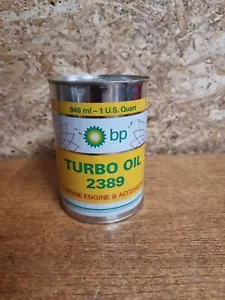 946 ml – 1 U.S. Quart
bp
TURBO OIL
2389
ENGINE &